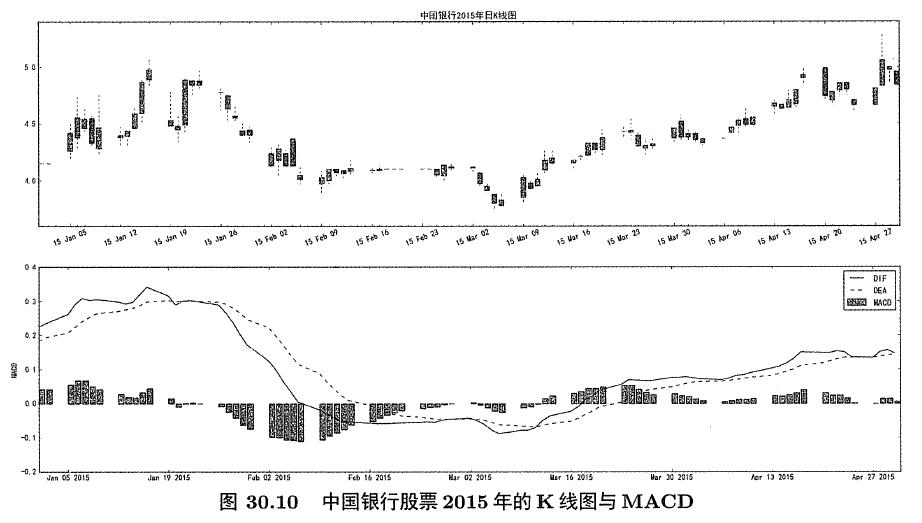 中国银行2015年日K线图
5.0
4.5
4.0
15 Jan 05 15 Jan 12 15 Jan 19 15 Jan 26 15 Feb 02 15 Feb 09 15 Feb 16 15 Feb 23 15 Mar 02 15 Mar 09 15 Mar 16 15 Mar 23 15 Mar 30 15 Apr 06 15 Apr 13 15 Apr 20 15 Apr 27
0.4
0.3
0.2
0.1
0.0
-0.1
-0.2
MACD
DIF
DEA
MACD
Jan 05 2015 Jan 19 2015 Feb 02 2015 Feb 16 2015 Mar 02 2015 Mar 16 2015 Mar 30 2015 Apr 13 2015 Apr 27 2015
图 30.10 中国银行股票 2015 年的 K 线图与 MACD